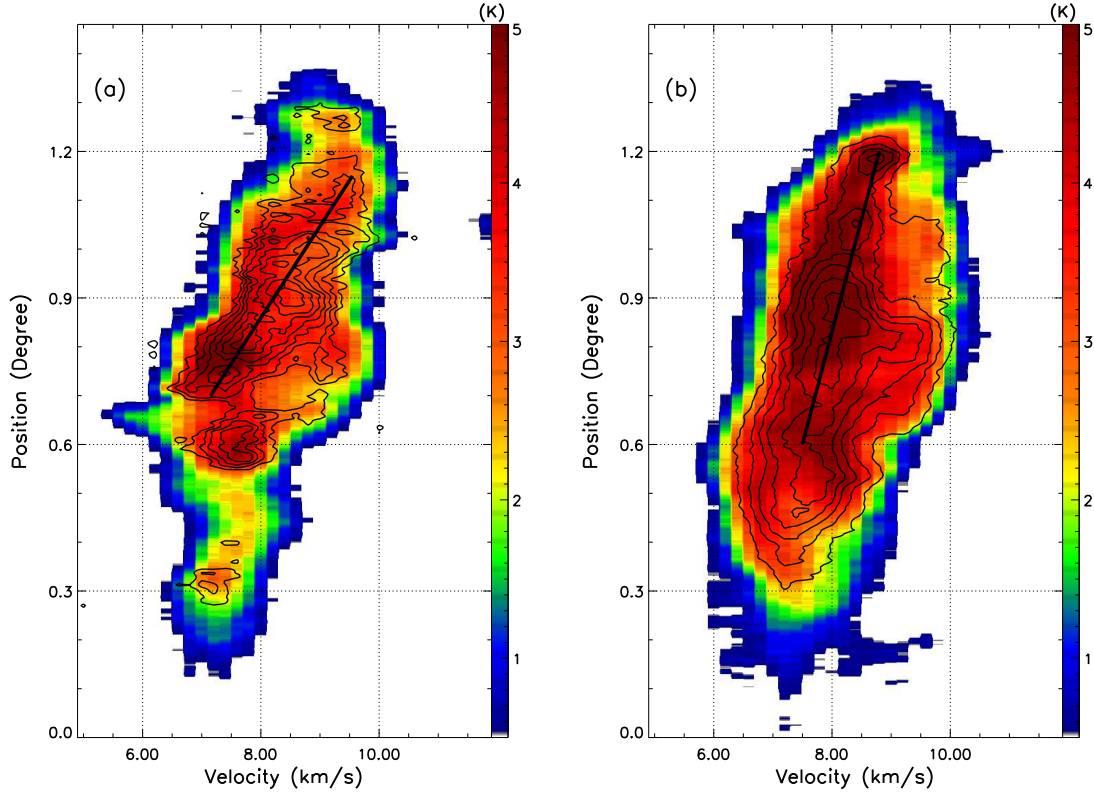 (K)
(K)
5
5
(a)
(b)
1.2
1.2
4
4
Position (Degree)
Position (Degree)
0.9
0.9
3
3
0.6
0.6
2
2
0.3
0.3
1
1
0.0
0.0
6.00 8.00 10.00
6.00 8.00 10.00
Velocity (km/s)
Velocity (km/s)